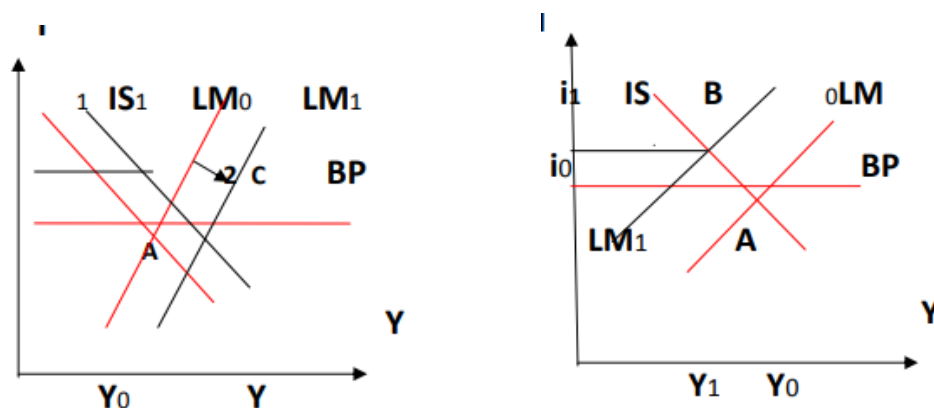 1 IS1 LM0 LM1
2 C BP
A
Y
Y0 Y
i1 IS B 0LM
i0 BP
LM1 A
Y
Y1 Y0